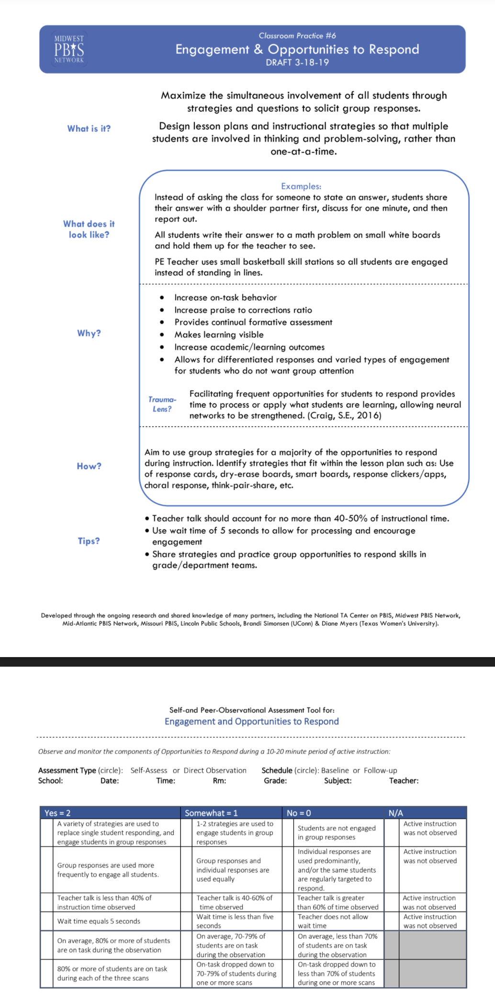 MIDWEST
PBIS
NETWORK
Classroom Practice #6
Engagement & Opportunities to Respond
DRAFT 3-18-19
What is it?
Maximize the simultaneous involvement of all students through
strategies and questions to solicit group responses.
Design lesson plans and instructional strategies so that multiple
students are involved in thinking and problem-solving, rather than
one-at-a-time.
What does it
look like?
Examples:
Instead of asking the class for someone to state an answer, students share
their answer with a shoulder partner first, discuss for one minute, and then
report out.
All students write their answer to a math problem on small white boards
and hold them up for the teacher to see.
PE Teacher uses small basketball skill stations so all students are engaged
instead of standing in lines.
Why?
• Increase on-task behavior
• Increase praise to corrections ratio
• Provides continual formative assessment
• Makes learning visible
• Increase academic/learning outcomes
• Allows for differentiated responses and varied types of engagement
for students who do not want group attention
Trauma-
Lens?
Facilitating frequent opportunities for students to respond provides
time to process or apply what students are learning, allowing neural
networks to be strengthened. (Craig, S.E., 2016)
How?
Aim to use group strategies for a majority of the opportunities to respond
during instruction. Identify strategies that fit within the lesson plan such as: Use
of response cards, dry-erase boards, smart boards, response clickers/apps,
choral response, think-pair-share, etc.
Tips?
• Teacher talk should account for no more than 40-50% of instructional time.
• Use wait time of 5 seconds to allow for processing and encourage
engagement
• Share strategies and practice group opportunities to respond skills in
grade/department teams.
Developed through the ongoing research and shared knowledge of many partners, including the National TA Center on PBIS, Midwest PBIS Network,
Mid-Atlantic PBIS Network, Missouri PBIS, Lincoln Public Schools, Brandi Simonsen (UConn) & Diane Myers (Texas Women's University).
Self-and Peer-Observational Assessment Tool for:
Engagement and Opportunities to Respond
Observe and monitor the components of Opportunities to Respond during a 10-20 minute period of active instruction:
Assessment Type (circle): Self-Assess or Direct Observation Schedule (circle): Baseline or Follow-up
School: Date: Time: Rm: Grade: Subject: Teacher:
Yes = 2 Somewhat = 1 No = 0 N/A
A variety of strategies are used to
replace single student responding, and
engage students in group responses
1-2 strategies are used to
engage students in group
responses
Students are not engaged
in group responses
Active instruction
was not observed
Group responses are used more
frequently to engage all students.
Group responses and
individual responses are
used equally
Individual responses are
used predominantly,
and/or the same students
are regularly targeted to
respond.
Active instruction
was not observed
Teacher talk is less than 40% of
instruction time observed
Teacher talk is 40-60% of
time observed
Teacher talk is greater
than 60% of time observed
Active instruction
was not observed
Wait time equals 5 seconds
Wait time is less than five
seconds
Teacher does not allow
wait time
Active instruction
was not observed
On average, 80% or more of students
are on task during the observation
On average, 70-79% of
students are on task
during the observation
On average, less than 70%
of students are on task
during the observation
80% or more of students are on task
during each of the three scans
On-task dropped down to
70-79% of students during
one or more scans
On-task dropped down to
less than 70% of students
during one or more scans